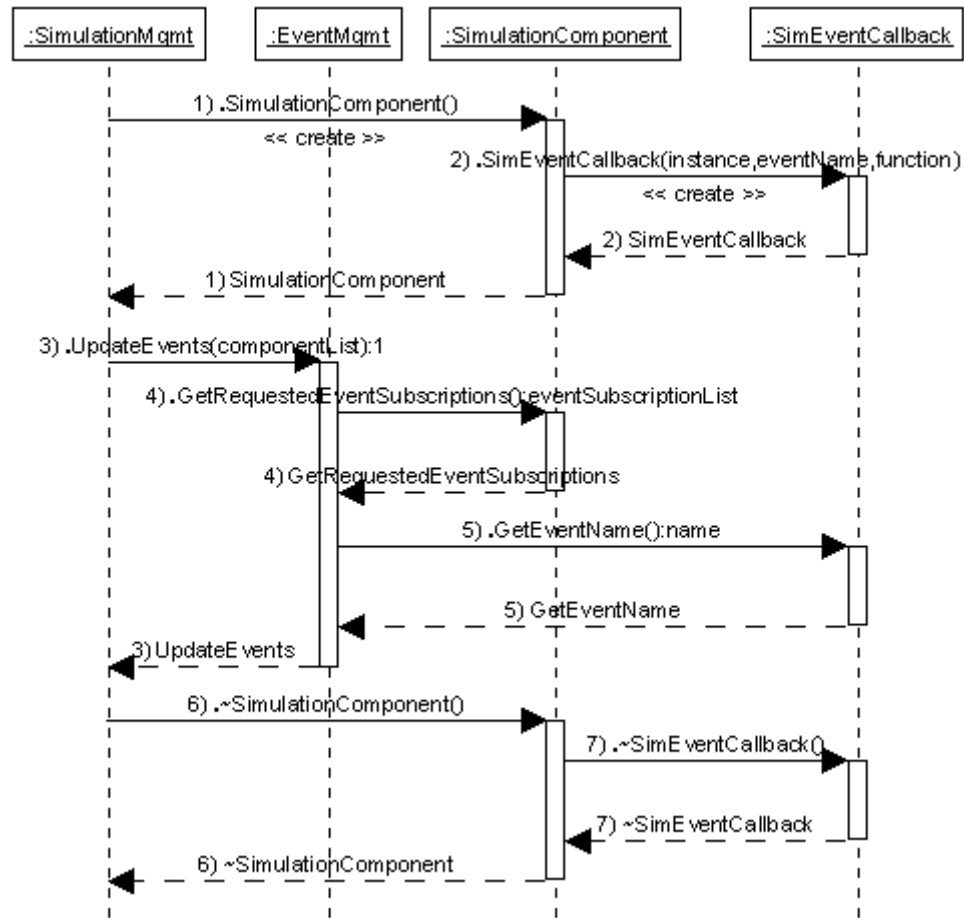 :SimulationMgmt :EventMgmt :SimulationComponent :SimEventCallback
1) .SimulationComponent()
<< create >>
2) .SimEventCallback(instance,eventName,function)
<< create >>
2) SimEventCallback
1) SimulationComponent
3) .UpdateEvents(componentList):1
4) .GetRequestedEventSubscriptions():eventSubscriptionList
4) GetRequestedEventSubscriptions
5) .GetEventName():name
5) GetEventName
3) UpdateEvents
6) .~SimulationComponent()
7) .~SimEventCallback()
7) ~SimEventCallback
6) ~SimulationComponent